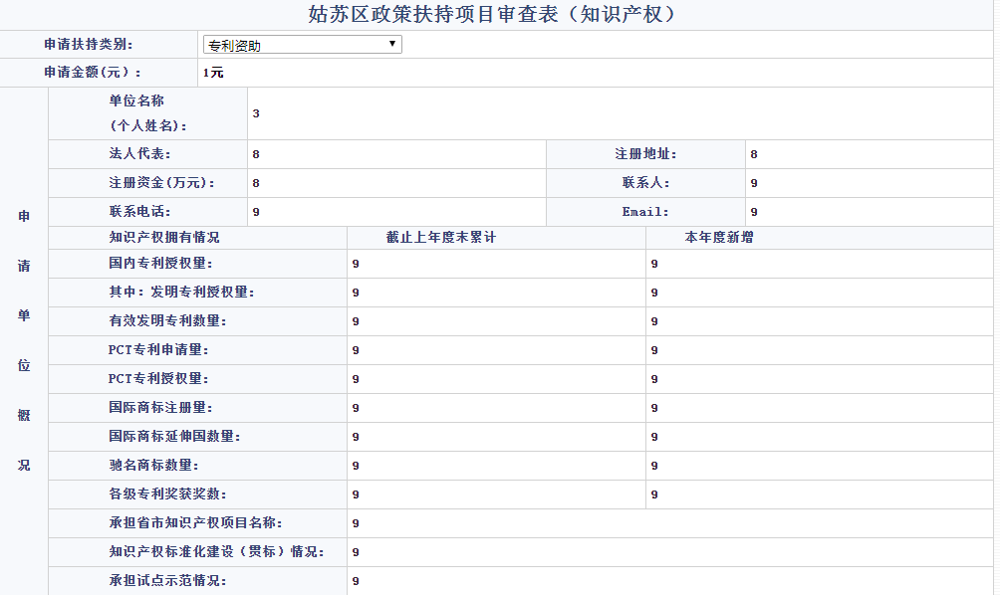 姑苏区政策扶持项目审查表（知识产权）
申请扶持类别： 专利资助
申请金额(元)： 1元
申请单位概况
单位名称
(个人姓名)： 3
法人代表： 8 注册地址： 8
注册资金(万元)： 8 联系人： 9
联系电话： 9 Email： 9
知识产权拥有情况 截止上年度末累计 本年度新增
国内专利授权量： 9 9
其中：发明专利授权量： 9 9
有效发明专利数量： 9 9
PCT专利申请量： 9 9
PCT专利授权量： 9 9
国际商标注册量： 9 9
国际商标延伸国数量： 9 9
驰名商标数量： 9 9
各级专利奖获奖数： 9 9
承担省市知识产权项目名称： 9
知识产权标准化建设（贯标）情况： 9
承担试点示范情况： 9